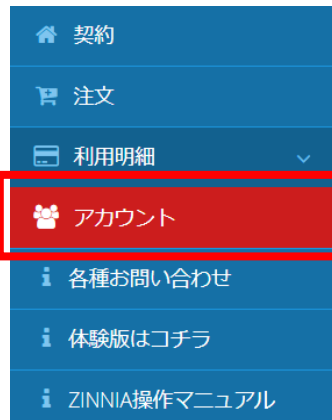 契約
注文
利用明細
アカウント
各種お問い合わせ
体験版はコチラ
ZINNIA操作マニュアル